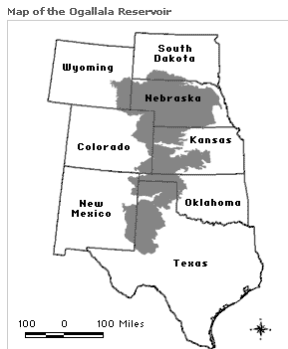 Map of the Ogallala Reservoir
South
Dakota
Wyoming
Nebraska
Colorado
Kansas
New
Mexico
Oklahoma
Texas
100 0 100 Miles